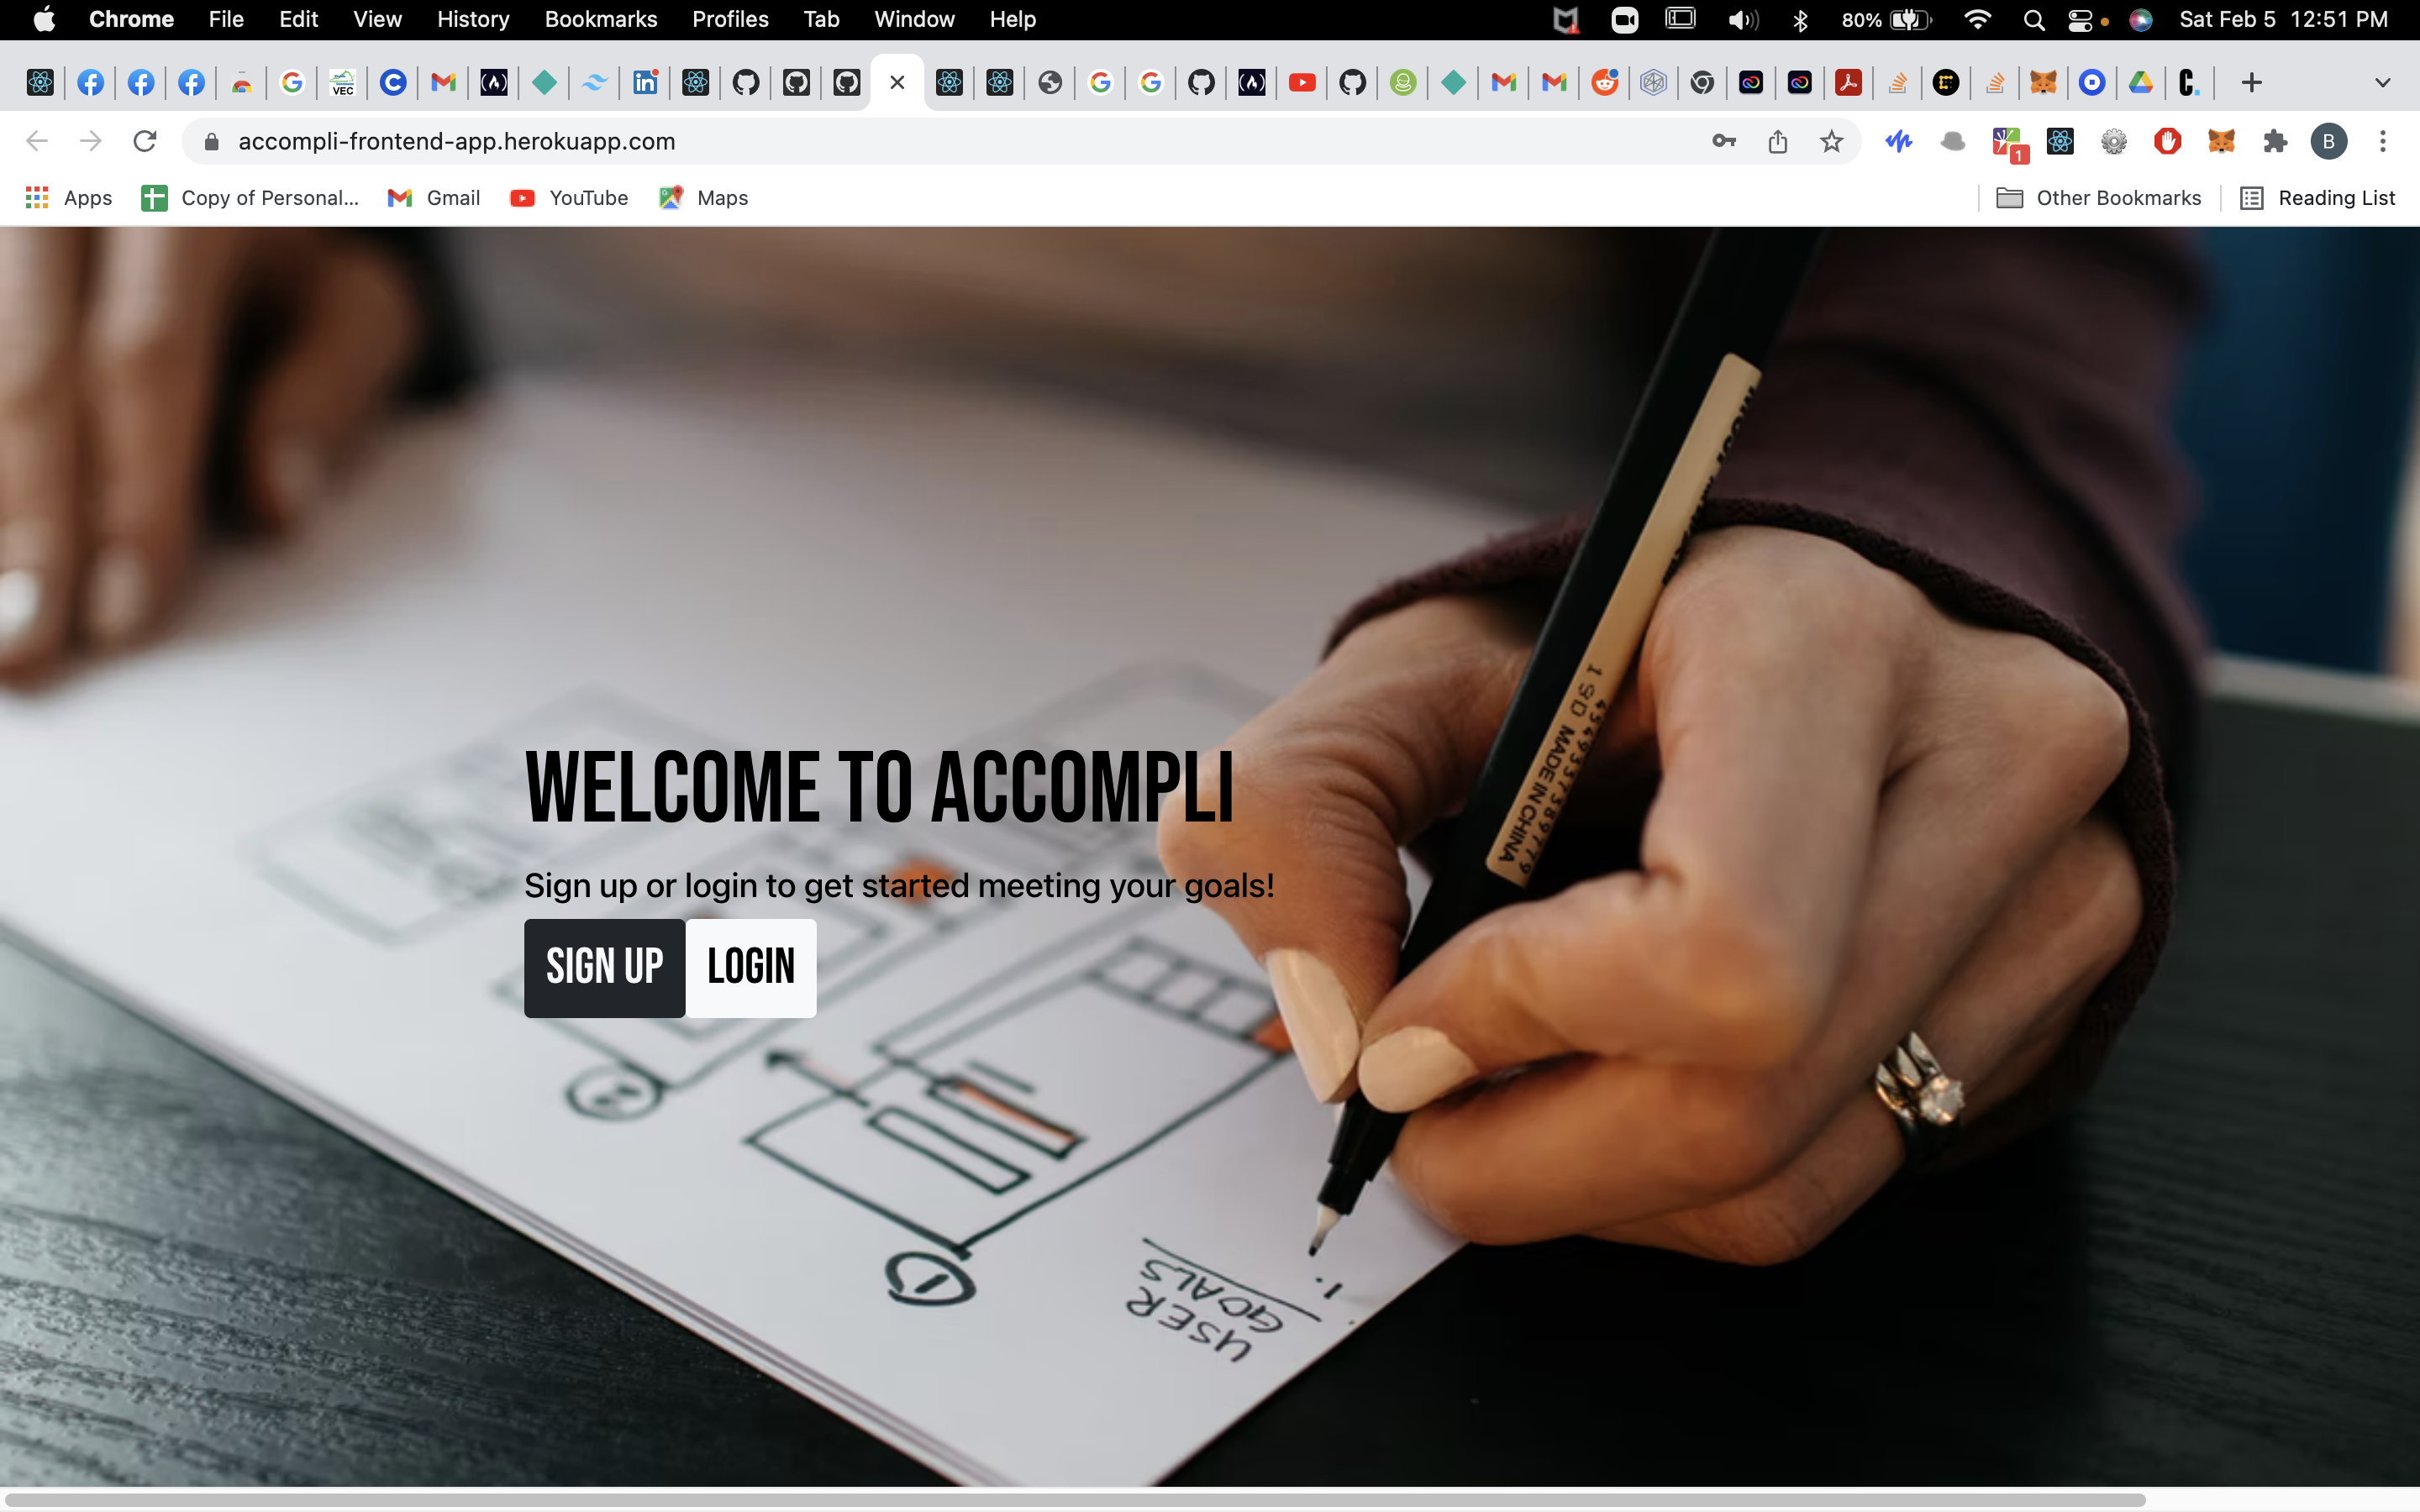 Chrome File Edit View History Bookmarks Profiles Tab Window Help 80% Sat Feb 5 12:51 PM
VEC
accompli-frontend-app.herokuapp.com
1
B
Apps Copy of Personal... Gmail YouTube Maps Other Bookmarks Reading List
WELCOME TO ACCOMPLI
Sign up or login to get started meeting your goals!
SIGN UP LOGIN
MADE IN CHINA
1
USER
GOALS
1.